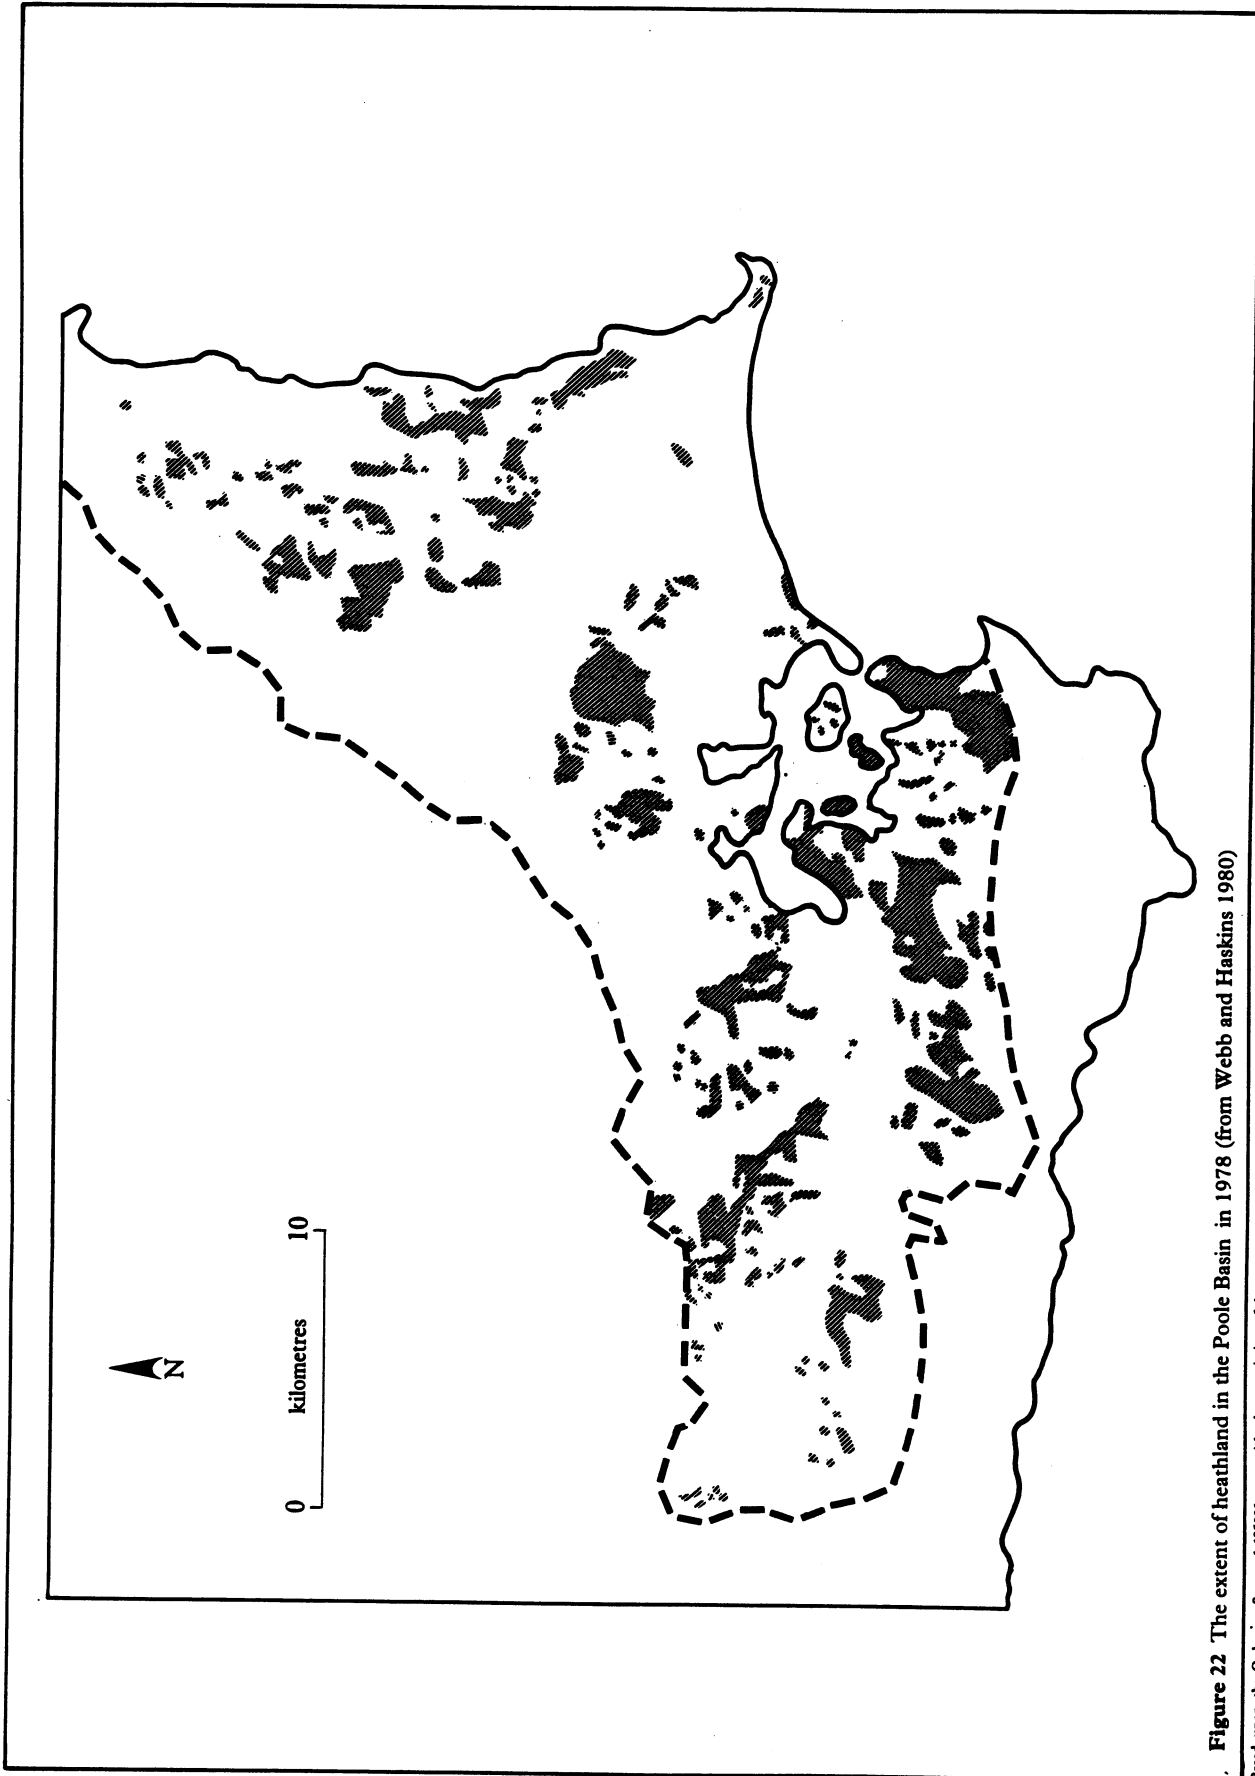 N
0 kilometres 10
Figure 22 The extent of heathland in the Poole Basin in 1978 (from Webb and Haskins 1980)